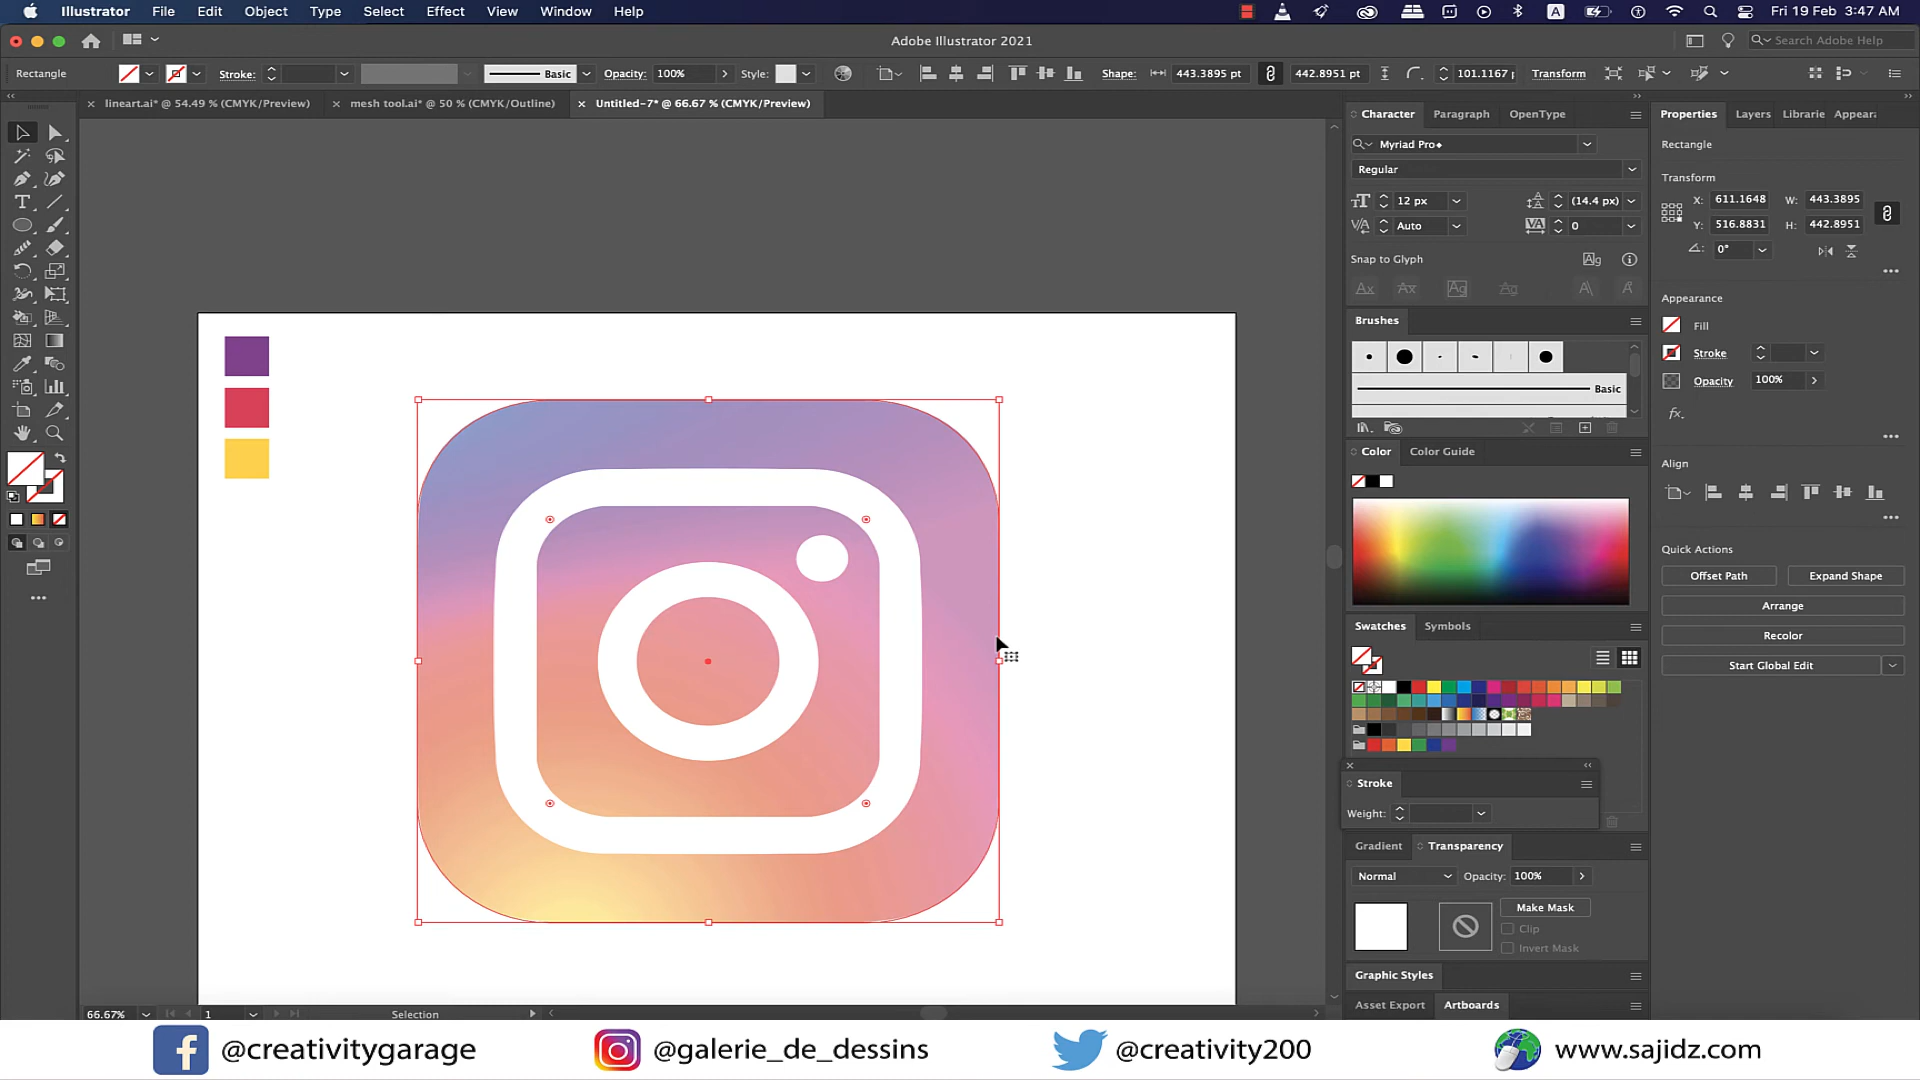 Illustrator File Edit Object Type Select Effect View Window Help
A Fri 19 Feb 3:47 AM
Adobe Illustrator 2021
Search Adobe Help
Rectangle Stroke: Basic Opacity: 100% Style: Shape: 443.3895 pt 442.8951 pt 101.1167 p Transform
lineart.ai* @ 54.49 % (CMYK/Preview) mesh tool.ai* @ 50 % (CMYK/Outline) Untitled-7* @ 66.67 % (CMYK/Preview)
Character Paragraph OpenType
Myriad Pro
Regular
12 px (14.4 px)
Auto 0
Snap to Glyph
Brushes
Basic
Color Color Guide
Swatches Symbols
Stroke
Weight:
Gradient Transparency
Normal Opacity: 100%
Make Mask
Clip
Invert Mask
Graphic Styles
Asset Export Artboards
Properties Layers Librarie Appear
Rectangle
Transform
X: 611.1648 W: 443.3895
Y: 516.8831 H: 442.8951
0°
Appearance
Fill
Stroke
Opacity 100%
fx.
Align
Quick Actions
Offset Path Expand Shape
Arrange
Recolor
Start Global Edit
66.67% 1 Selection
@creativitygarage @galerie_de_dessins @creativity200 www.sajidz.com